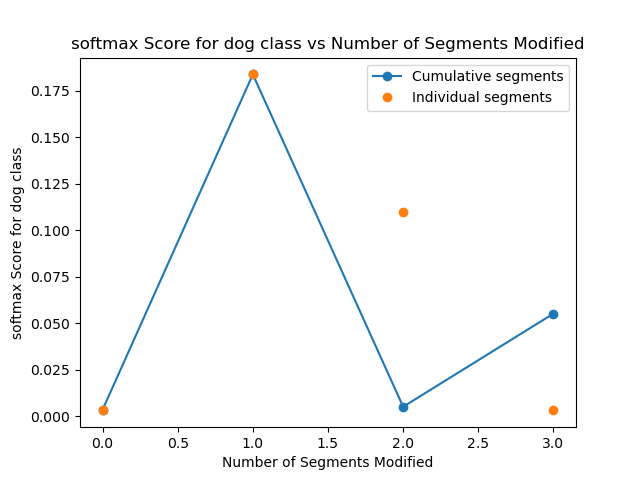 softmax Score for dog class vs Number of Segments Modified
Cumulative segments
Individual segments
softmax Score for dog class
0.175
0.150
0.125
0.100
0.075
0.050
0.025
0.000
0.0 0.5 1.0 1.5 2.0 2.5 3.0
Number of Segments Modified